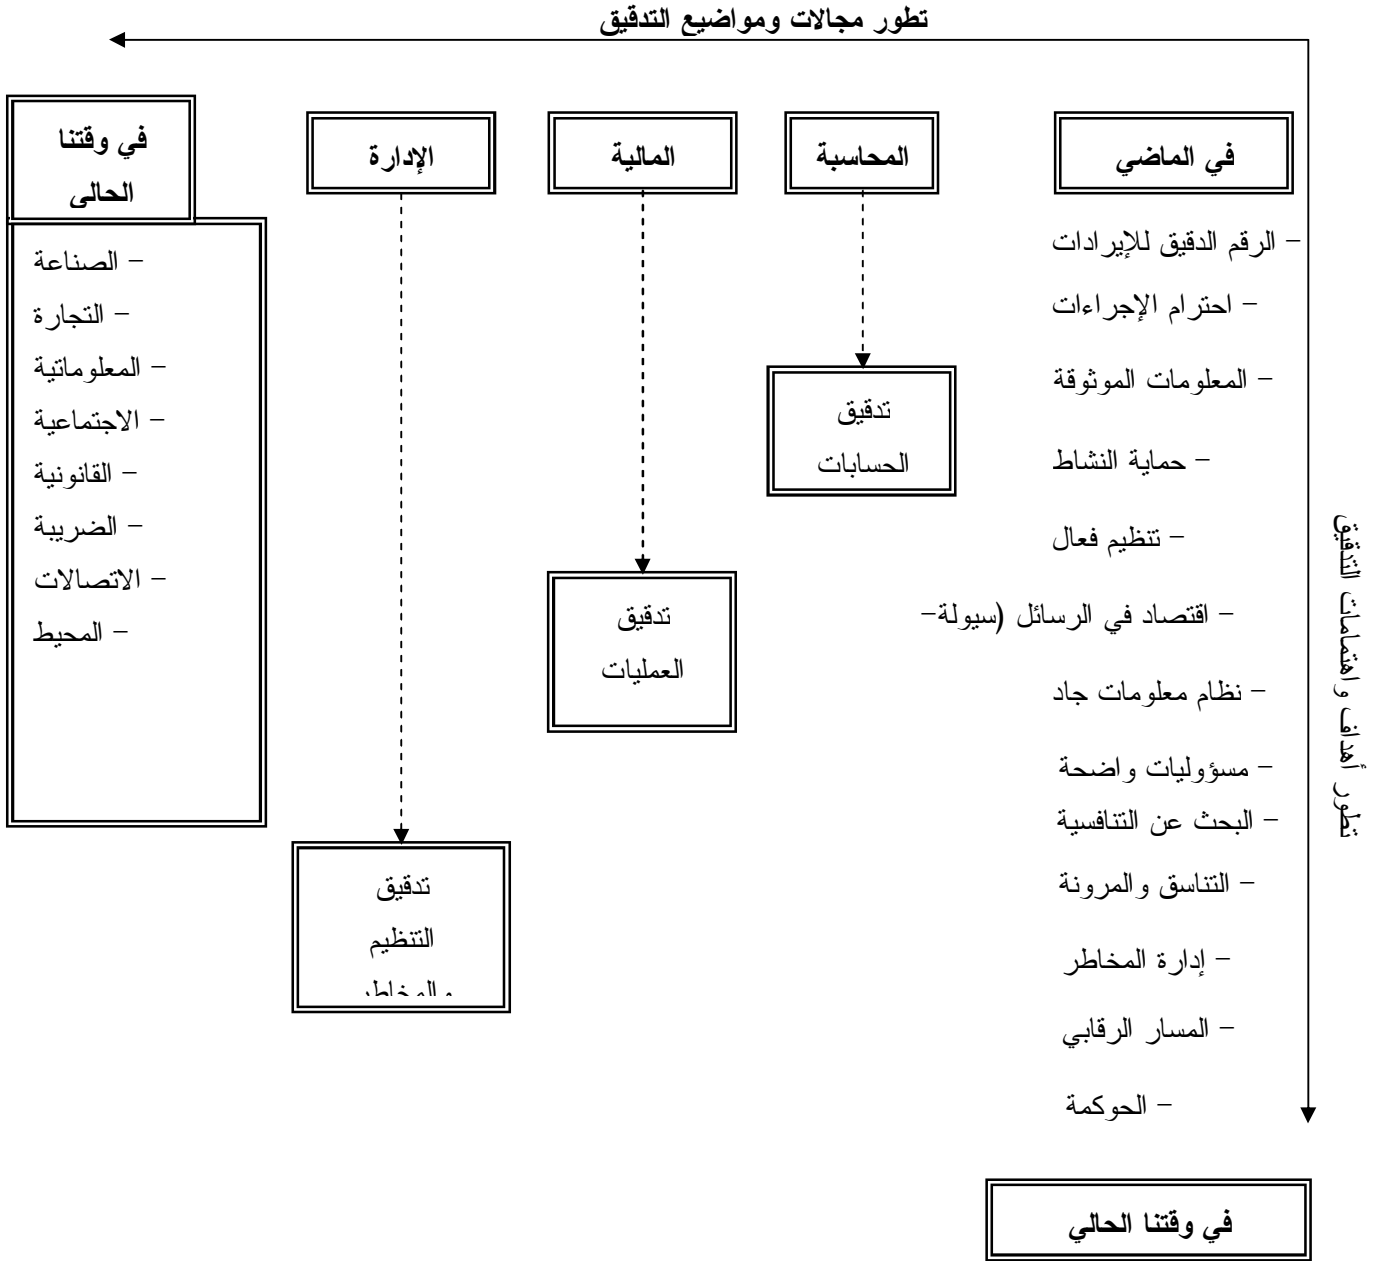 تطور مجالات ومواضيع التدقيق
في الماضي
المحاسبة
المالية
الإدارة
في وقتنا
الحالي
– الرقم الدقيق للإيرادات
– احترام الإجراءات
– المعلومات الموثوقة
– حماية النشاط
– تنظيم فعال
– اقتصاد في الرسائل (سيولة-
– نظام معلومات جاد
– مسؤوليات واضحة
– البحث عن التنافسية
– التناسق والمرونة
– إدارة المخاطر
– المسار الرقابي
– الحوكمة
تدقيق
الحسابات
تدقيق
العمليات
تدقيق
التنظيم
والمخاطر
– الصناعة
– التجارة
– المعلوماتية
– الاجتماعية
– القانونية
– الضريبة
– الاتصالات
– المحيط
تطور أهداف واهتمامات التدقيق
في وقتنا الحالي